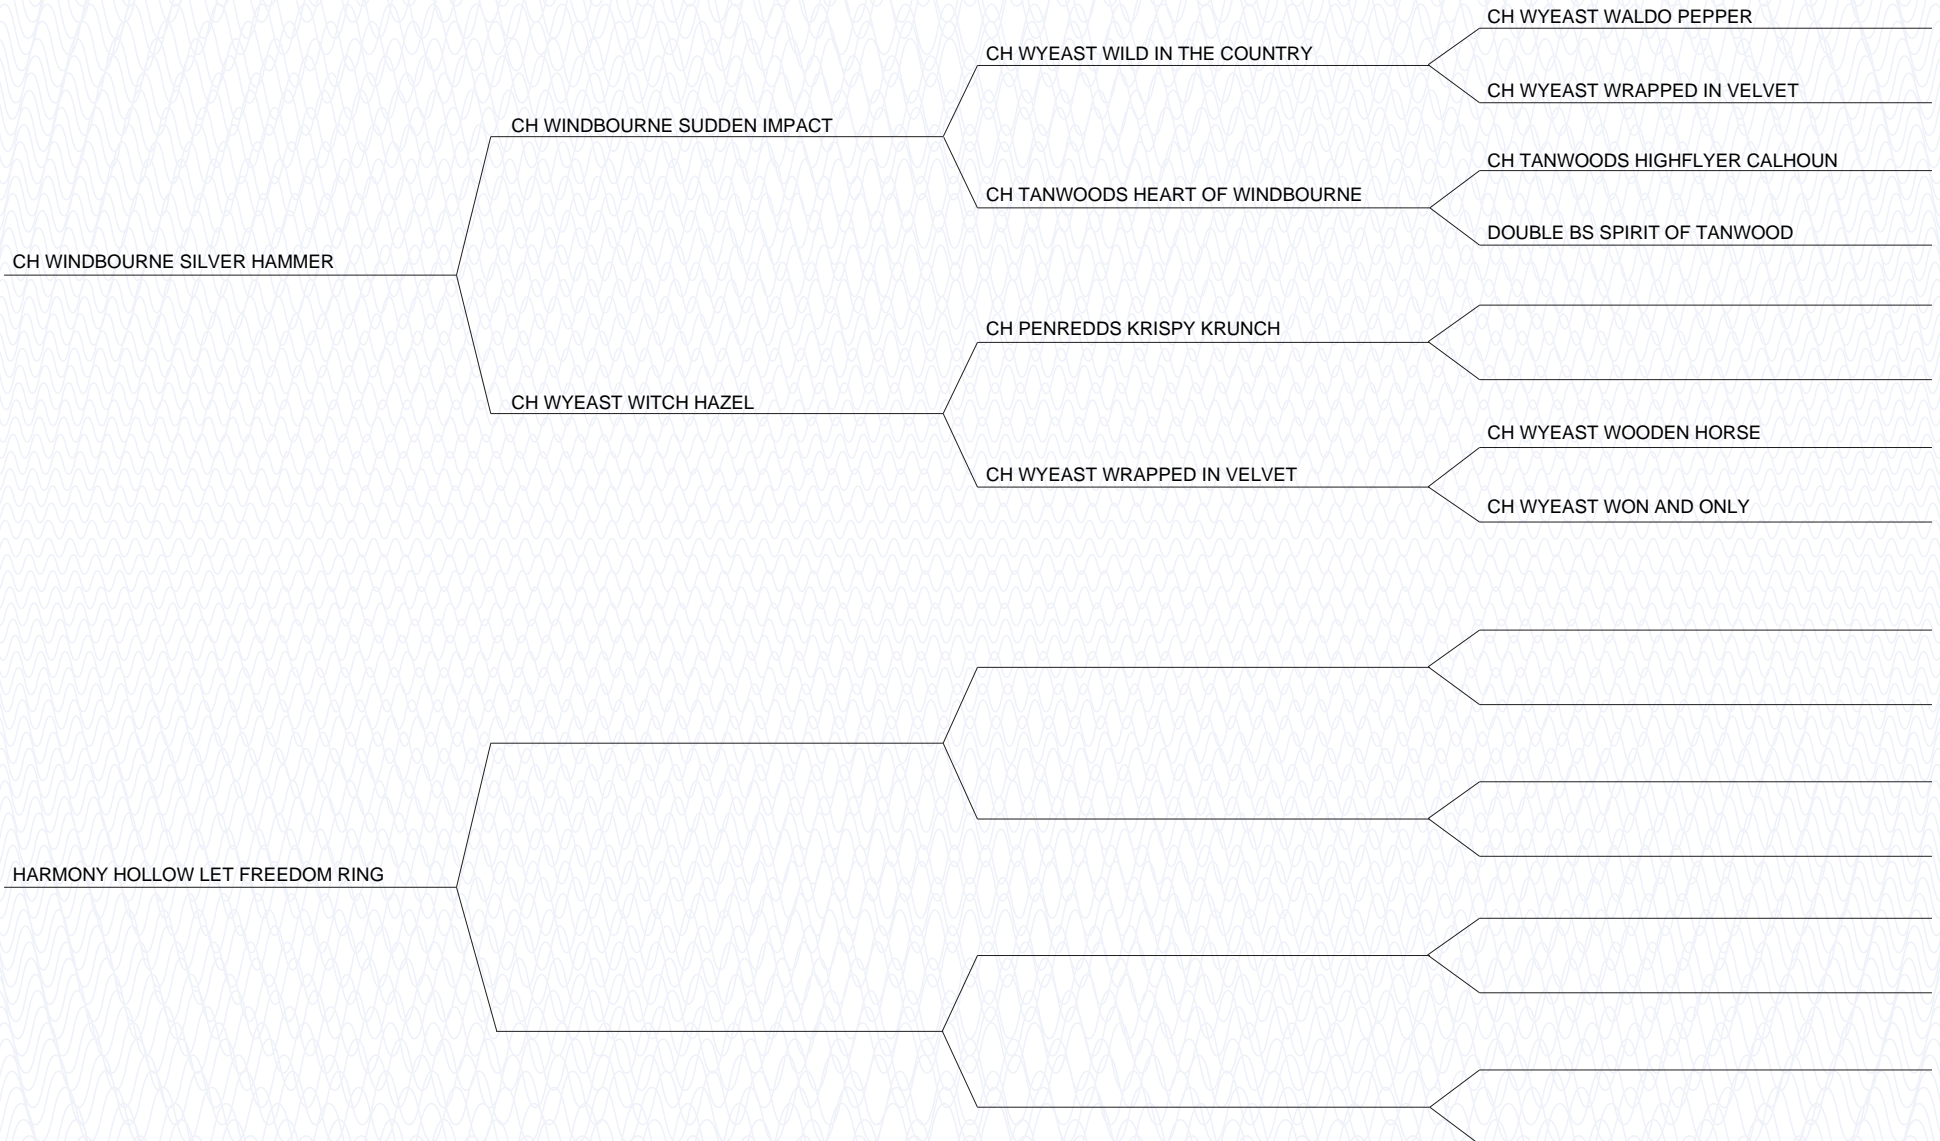 CH WYEAST WALDO PEPPER
CH WYEAST WILD IN THE COUNTRY
CH WYEAST WRAPPED IN VELVET
CH WINDBOURNE SUDDEN IMPACT
CH TANWOODS HIGHFLYER CALHOUN
CH TANWOODS HEART OF WINDBOURNE
DOUBLE BS SPIRIT OF TANWOOD
CH WINDBOURNE SILVER HAMMER
CH PENREDDS KRISPY KRUNCH
CH WYEAST WITCH HAZEL
CH WYEAST WOODEN HORSE
CH WYEAST WRAPPED IN VELVET
CH WYEAST WON AND ONLY
HARMONY HOLLOW LET FREEDOM RING